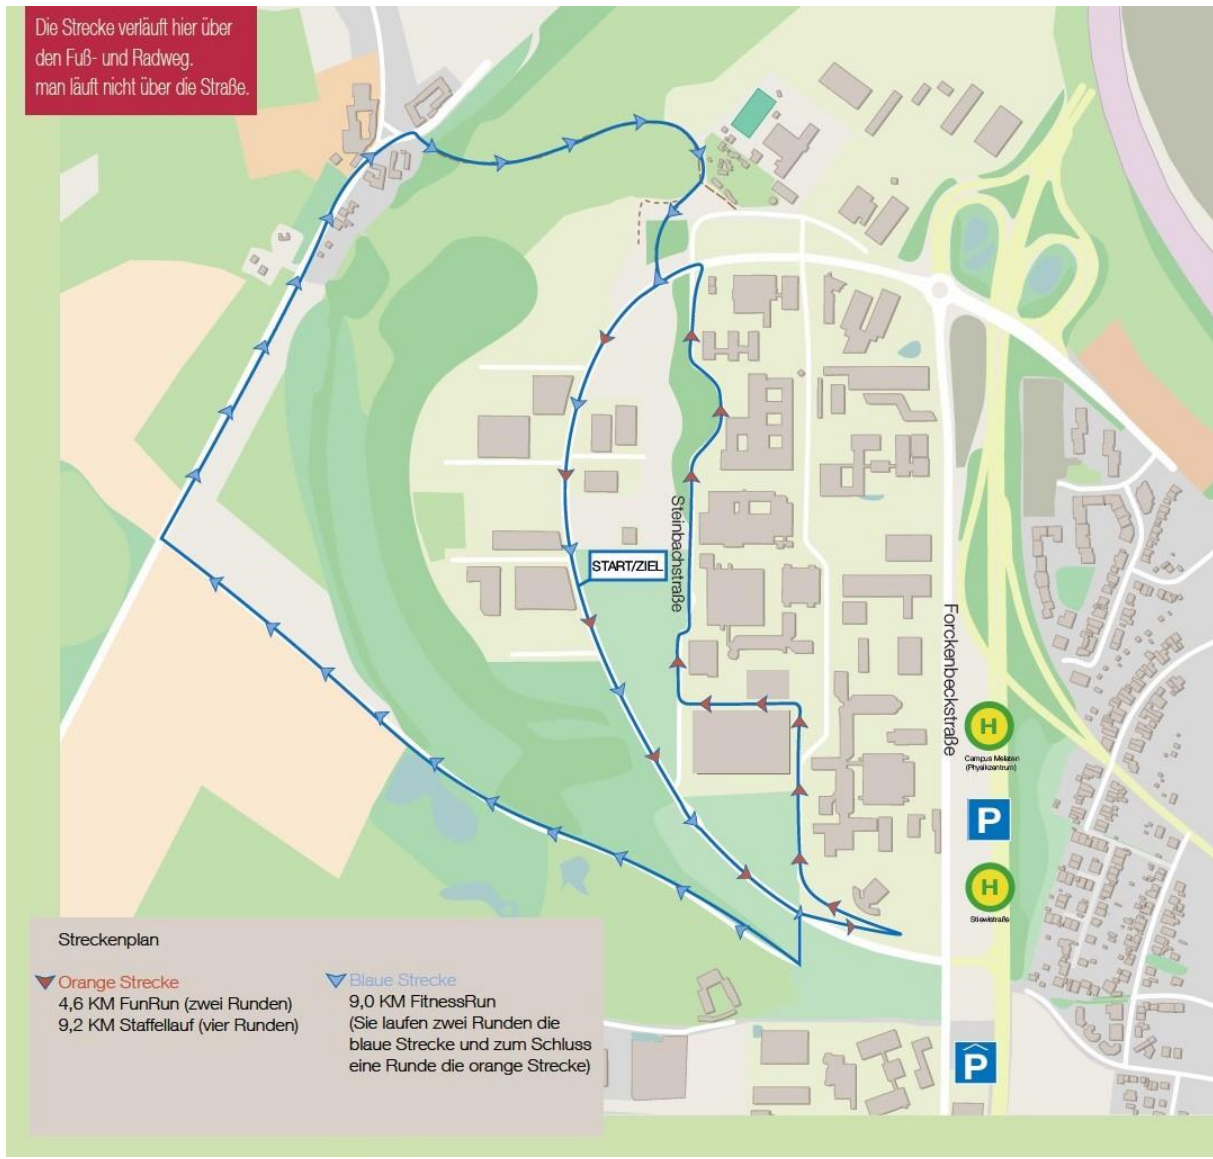 Die Strecke verläuft hier über
den Fuß- und Radweg.
man läuft nicht über die Straße.
START/ZIEL
Steinbachstraße
Forckenbeckstraße
H
Campus Melaten
(Physikzentrum)
P
H
P
Streckenplan
Orange Strecke
4,6 KM FunRun (zwei Runden)
9,2 KM Staffellauf (vier Runden)
Blaue Strecke
9,0 KM FitnessRun
(Sie laufen zwei Runden die
blaue Strecke und zum Schluss
eine Runde die orange Strecke)